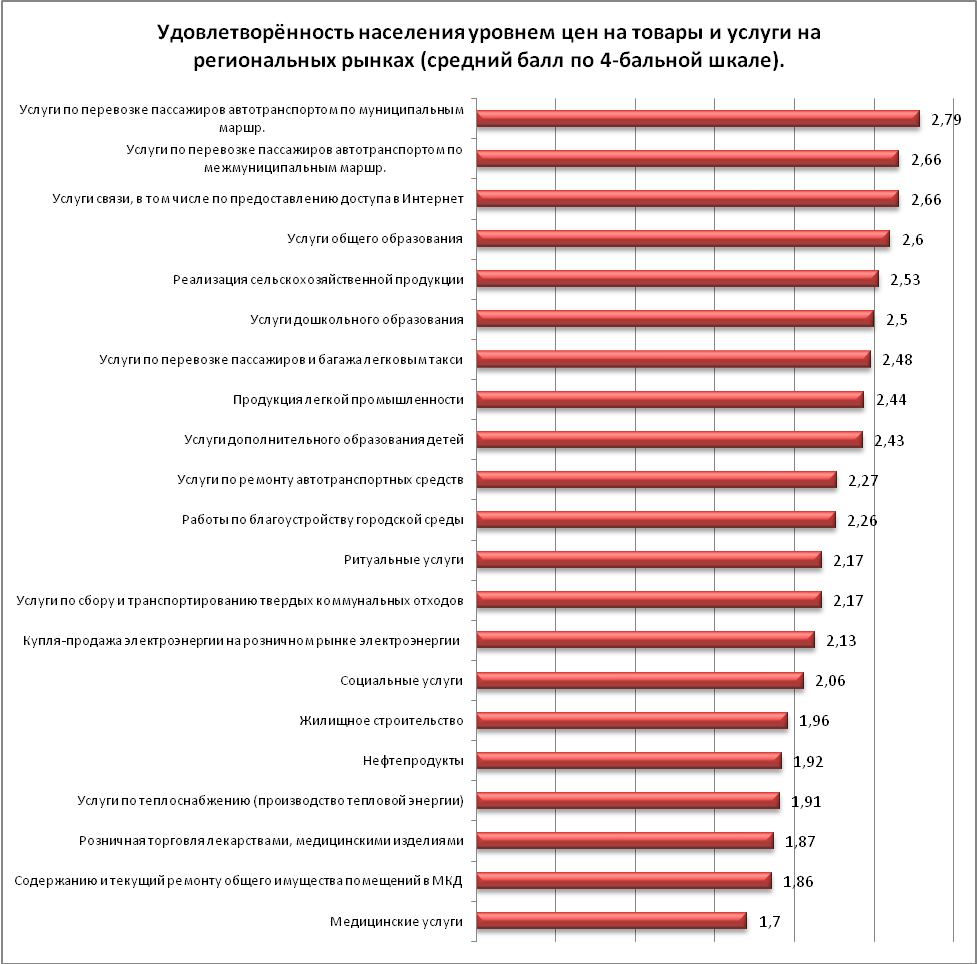 Удовлетворённость населения уровнем цен на товары и услуги на
региональных рынках (средний балл по 4-бальной шкале).
Услуги по перевозке пассажиров автотранспортом по муниципальным
маршр.
2,79
Услуги по перевозке пассажиров автотранспортом по
межмуниципальным маршр.
2,66
Услуги связи, в том числе по предоставлению доступа в Интернет
2,66
Услуги общего образования
2,6
Реализация сельскохозяйственной продукции
2,53
Услуги дошкольного образования
2,5
Услуги по перевозке пассажиров и багажа легковым такси
2,48
Продукция легкой промышленности
2,44
Услуги дополнительного образования детей
2,43
Услуги по ремонту автотранспортных средств
2,27
Работы по благоустройству городской среды
2,26
Ритуальные услуги
2,17
Услуги по сбору и транспортированию твердых коммунальных отходов
2,17
Купля-продажа электроэнергии на розничном рынке электроэнергии
2,13
Социальные услуги
2,06
Жилищное строительство
1,96
Нефтепродукты
1,92
Услуги по теплоснабжению (производство тепловой энергии)
1,91
Розничная торговля лекарствами, медицинскими изделиями
1,87
Содержанию и текущий ремонту общего имущества помещений в МКД
1,86
Медицинские услуги
1,7